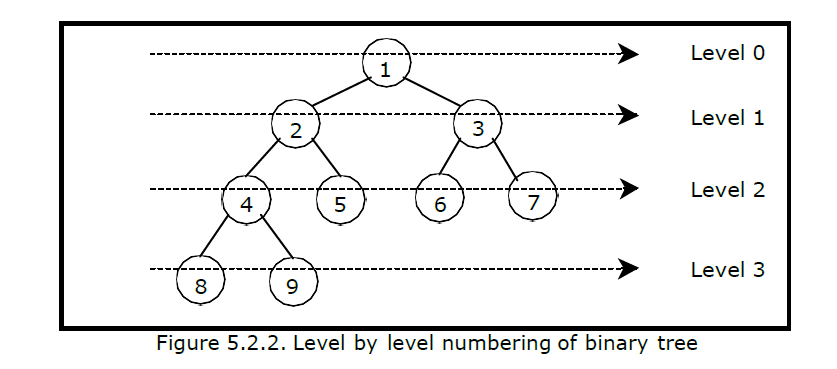 1 Level 0
2 3 Level 1
4 5 6 7 Level 2
8 9 Level 3
Figure 5.2.2. Level by level numbering of binary tree